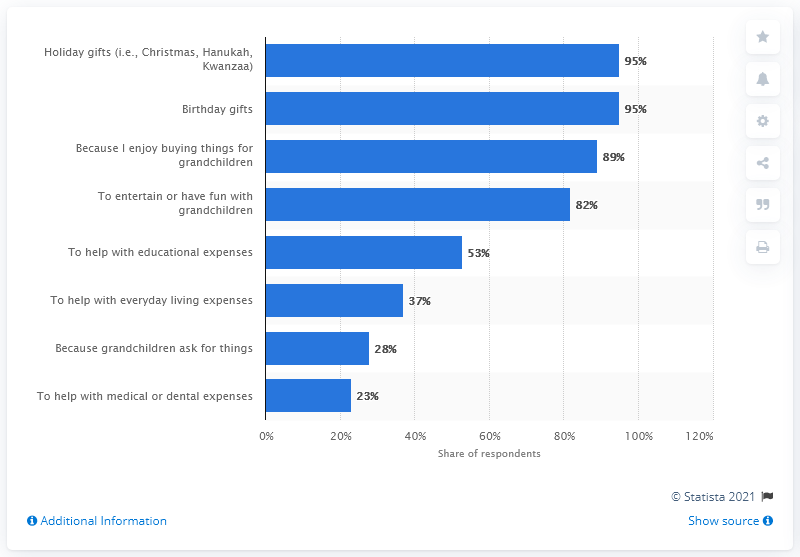 Holiday gifts (i.e., Christmas, Hanukah,
Kwanzaa)
95%
Birthday gifts
95%
Because I enjoy buying things for
grandchildren
89%
To entertain or have fun with
grandchildren
82%
To help with educational expenses
53%
To help with everyday living expenses
37%
Because grandchildren ask for things
28%
To help with medical or dental expenses
23%
0% 20% 40% 60% 80% 100% 120%
Share of respondents
© Statista 2021
Additional Information
Show source